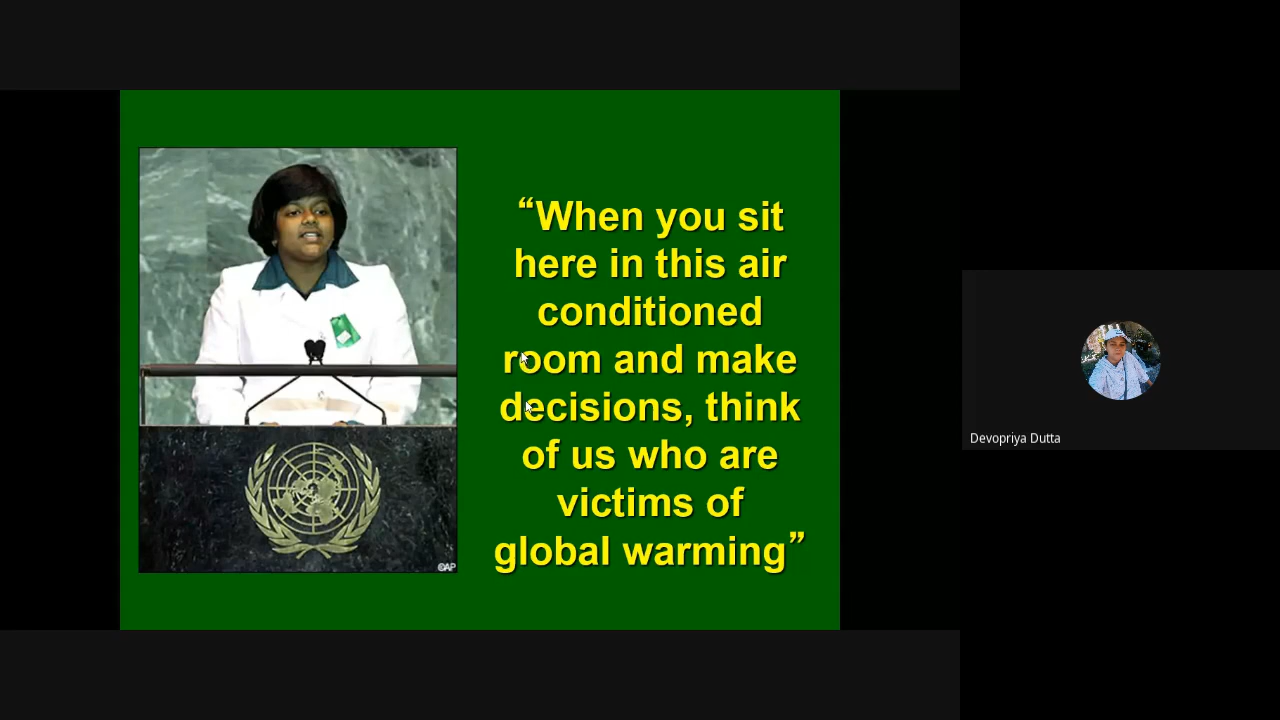 “When you sit
here in this air
conditioned
room and make
decisions, think
of us who are
victims of
global warming”
©AP
Devopriya Dutta